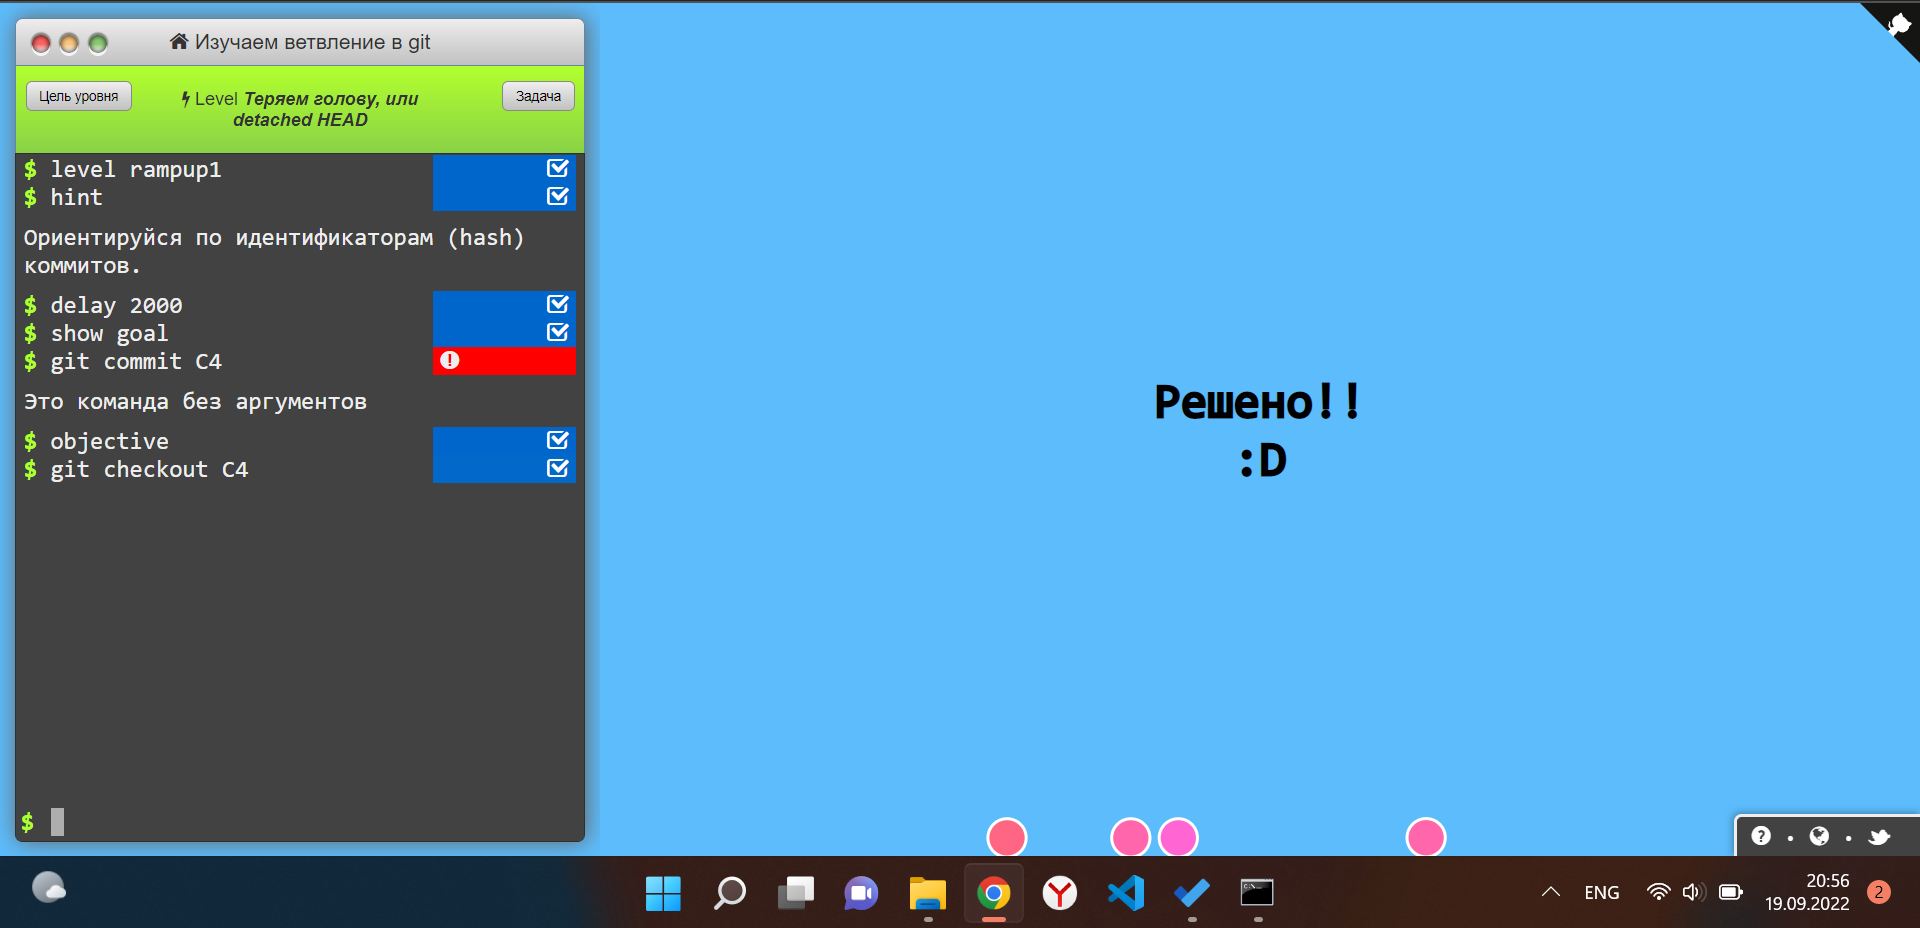 Изучаем ветвление в git
Цель уровня
Level Теряем голову, или
detached HEAD
Задача
$ level rampup1
$ hint
Ориентируйся по идентификаторам (hash)
коммитов.
$ delay 2000
$ show goal
$ git commit C4
Это команда без аргументов
$ objective
$ git checkout C4
$
Решено!!
:D
ENG
20:56
19.09.2022
2